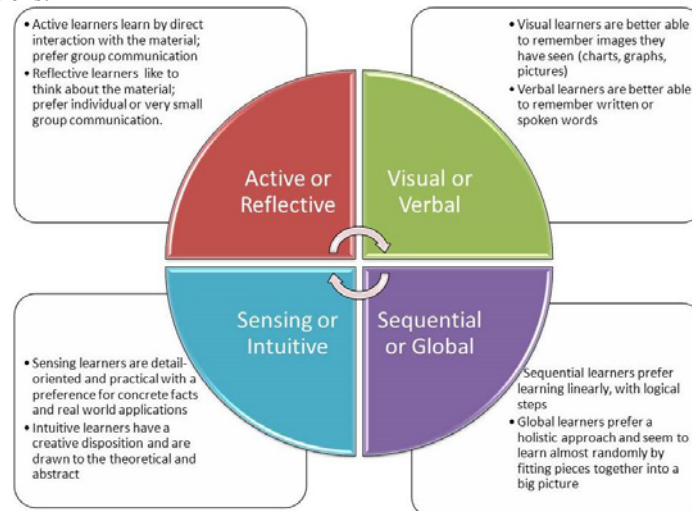 • Active learners learn by direct
interaction with the material;
prefer group communication
• Reflective learners like to
think about the material;
prefer individual or very small
group communication.
• Visual learners are better able
to remember images they
have seen (charts, graphs,
pictures)
• Verbal learners are better able
to remember written or
spoken words
Active or
Reflective
Visual or
Verbal
Sensing or
Intuitive
Sequential
or Global
• Sensing learners are detail-
oriented and practical with a
preference for concrete facts
and real world applications
• Intuitive learners have a
creative disposition and are
drawn to the theoretical and
abstract
Sequential learners prefer
learning linearly, with logical
steps
• Global learners prefer a
holistic approach and seem to
learn almost randomly by
fitting pieces together into a
big picture